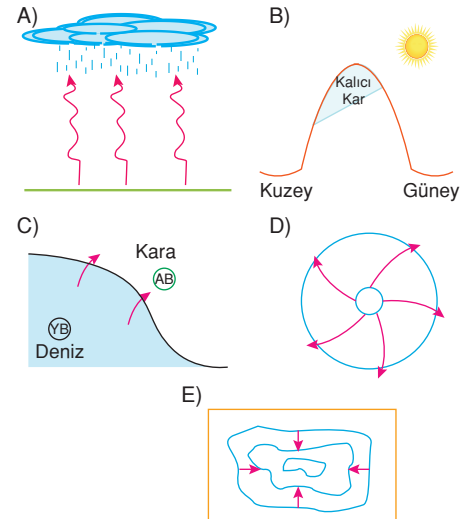 A)
B)
Kalıcı
Kar
Kuzey
Güney
C)
Kara
AB
YB
Deniz
D)
E)